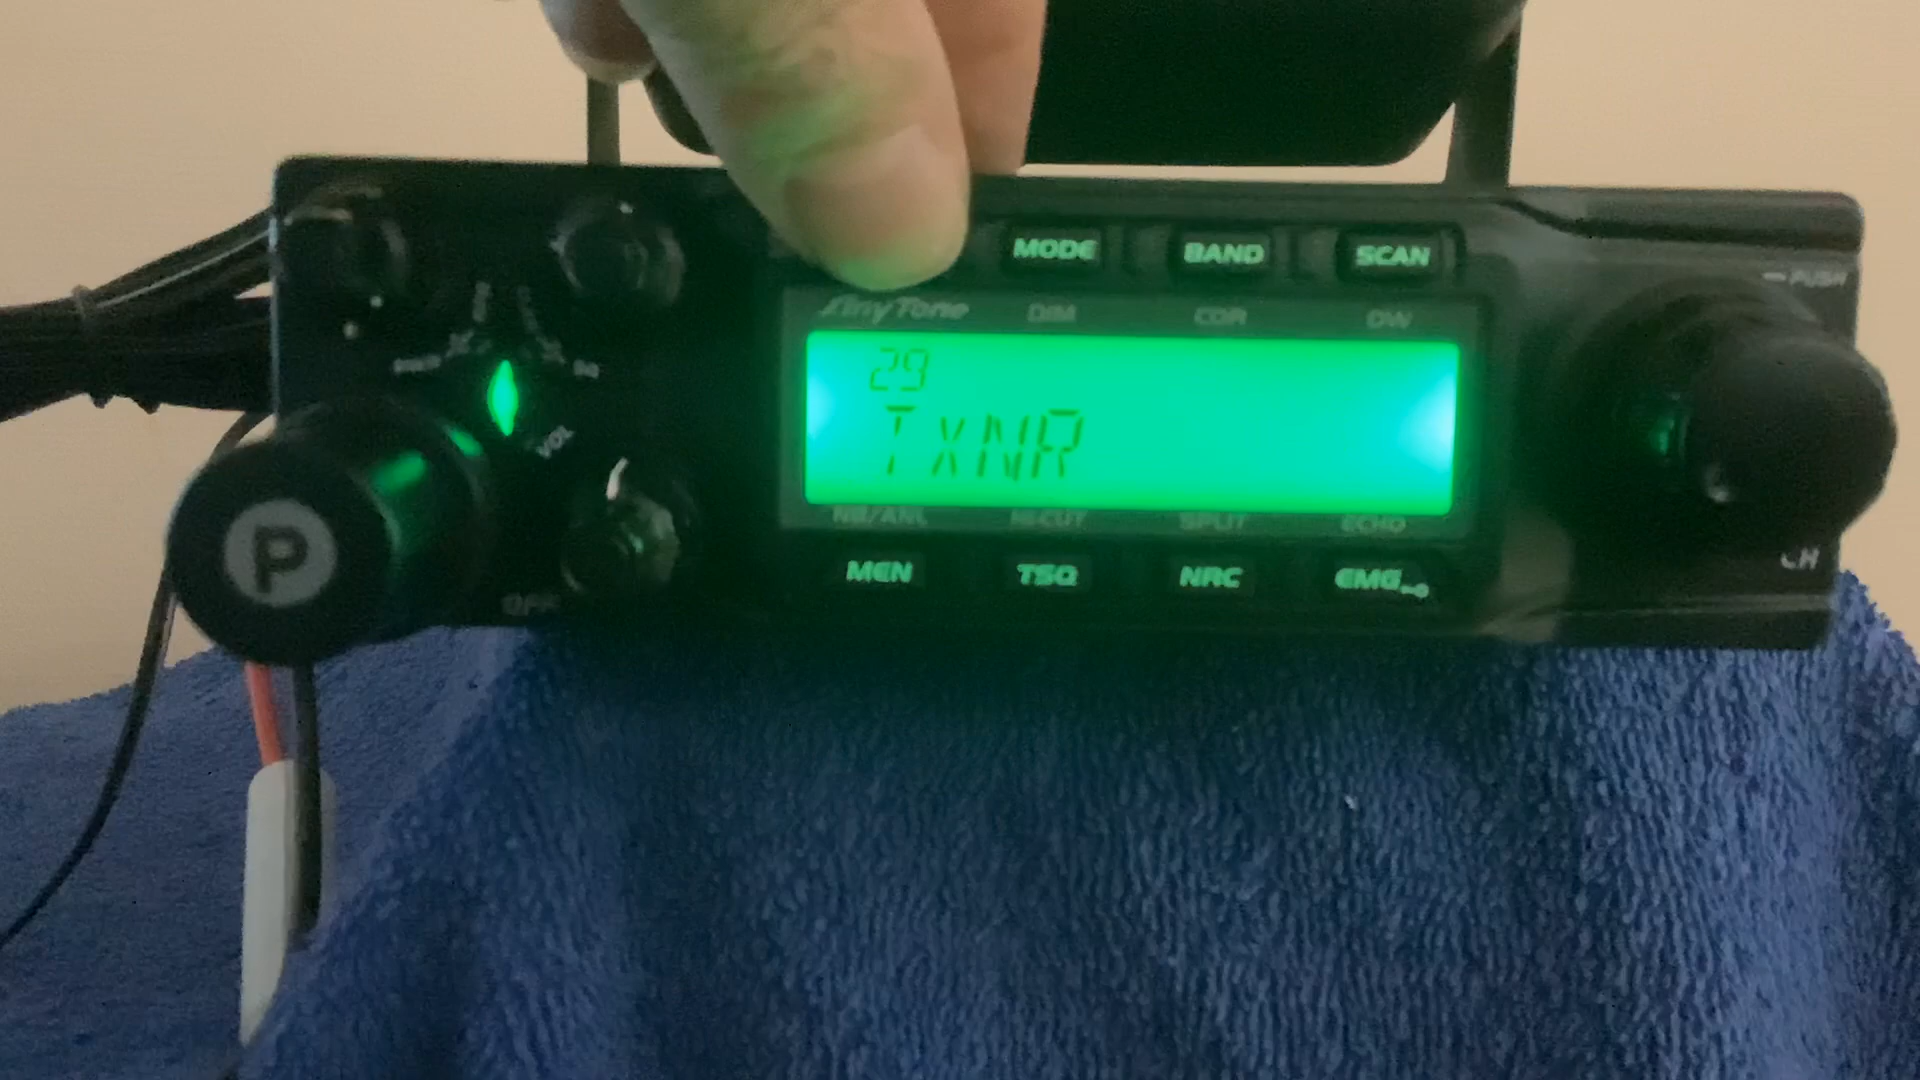 MODE BAND SCAN
PUSH
AnyTone DIM COR DW
29
TXNR
VOL
NB/ANL HI-CUT SPLIT ECHO
MEN TSQ NRC EMG
CH
OFF
P